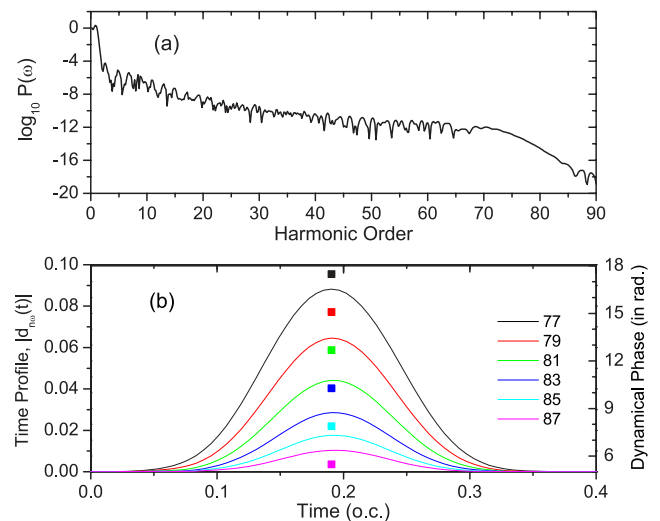 (a)
log₁₀ P(ω)
0
-4
-8
-12
-16
-20
0 10 20 30 40 50 60 70 80 90
Harmonic Order
(b)
Time Profile, |dₙω(t)|
0.10
0.08
0.06
0.04
0.02
0.00
77
79
81
83
85
87
18
15
12
9
6
Dynamical Phase (in rad.)
0.0 0.1 0.2 0.3 0.4
Time (o.c.)